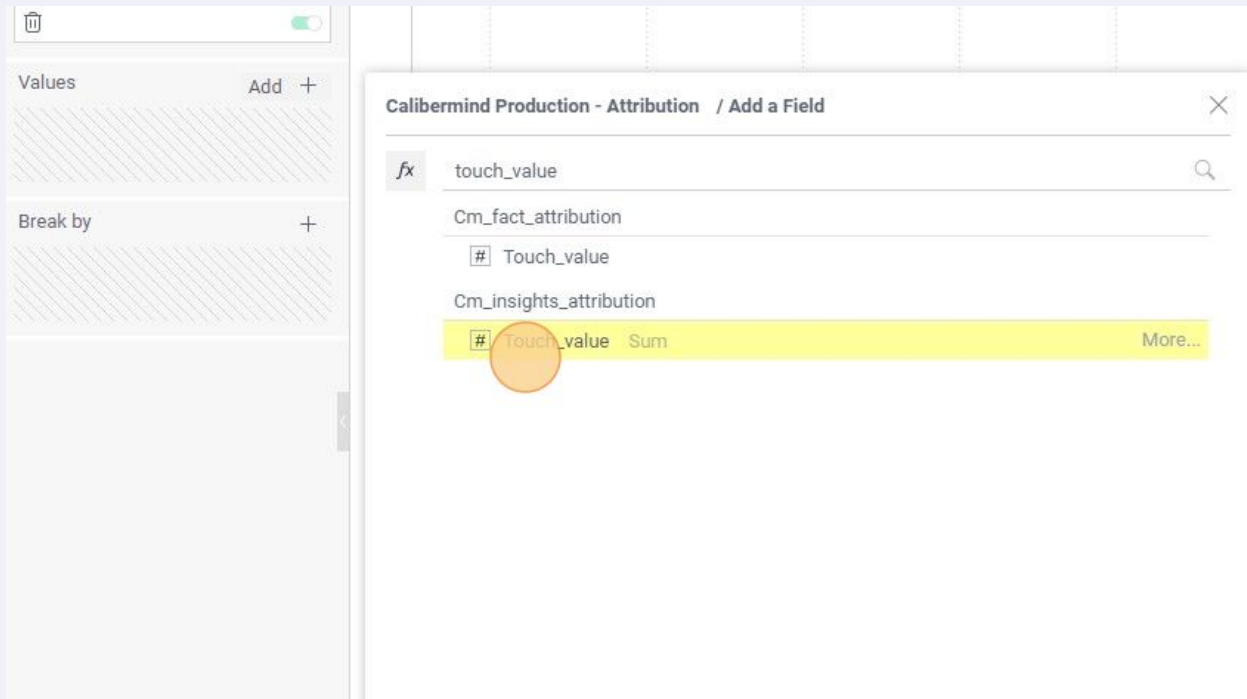 Values
Add +
Break by
+
Calibermind Production - Attribution / Add a Field
fx touch_value
Cm_fact_attribution
# Touch_value
Cm_insights_attribution
# Touch_value Sum More...